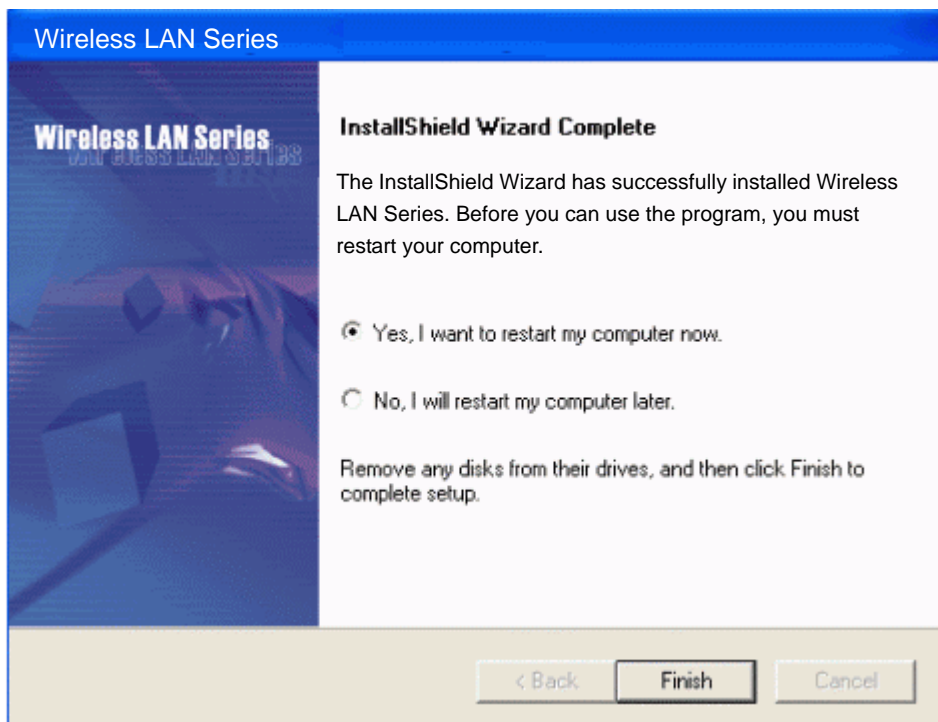 Wireless LAN Series
Wireless LAN Series
Wireless LAN Series
InstallShield Wizard Complete
The InstallShield Wizard has successfully installed Wireless
LAN Series. Before you can use the program, you must
restart your computer.
Yes, I want to restart my computer now.
No, I will restart my computer later.
Remove any disks from their drives, and then click Finish to
complete setup.
< Back
Finish
Cancel